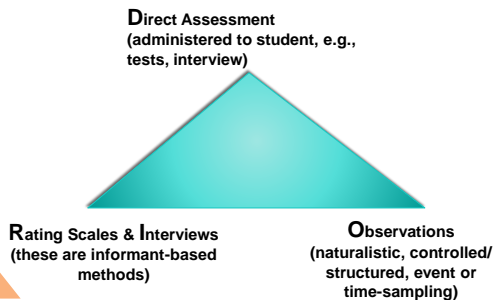 Direct Assessment
(administered to student, e.g.,
tests, interview)
Rating Scales & Interviews
(these are informant-based
methods)
Observations
(naturalistic, controlled/
structured, event or
time-sampling)